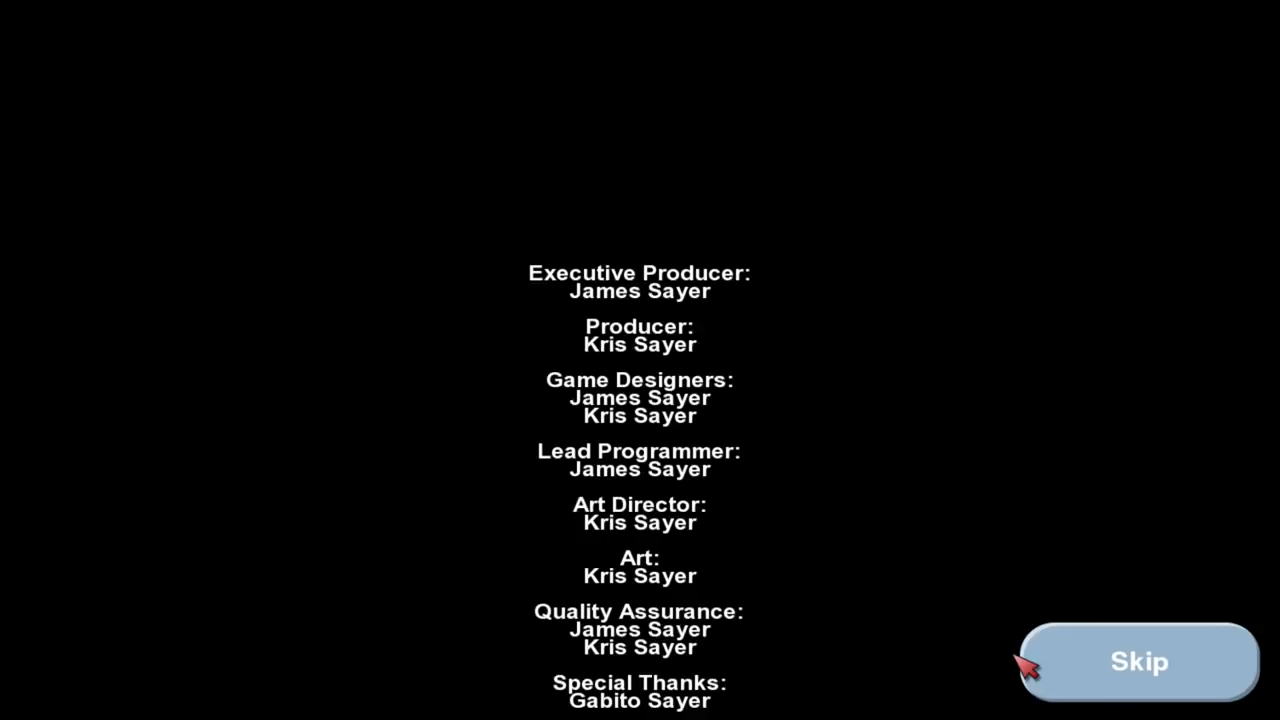 Executive Producer:
James Sayer
Producer:
Kris Sayer
Game Designers:
James Sayer
Kris Sayer
Lead Programmer:
James Sayer
Art Director:
Kris Sayer
Art:
Kris Sayer
Quality Assurance:
James Sayer
Kris Sayer
Special Thanks:
Gabito Sayer
Skip